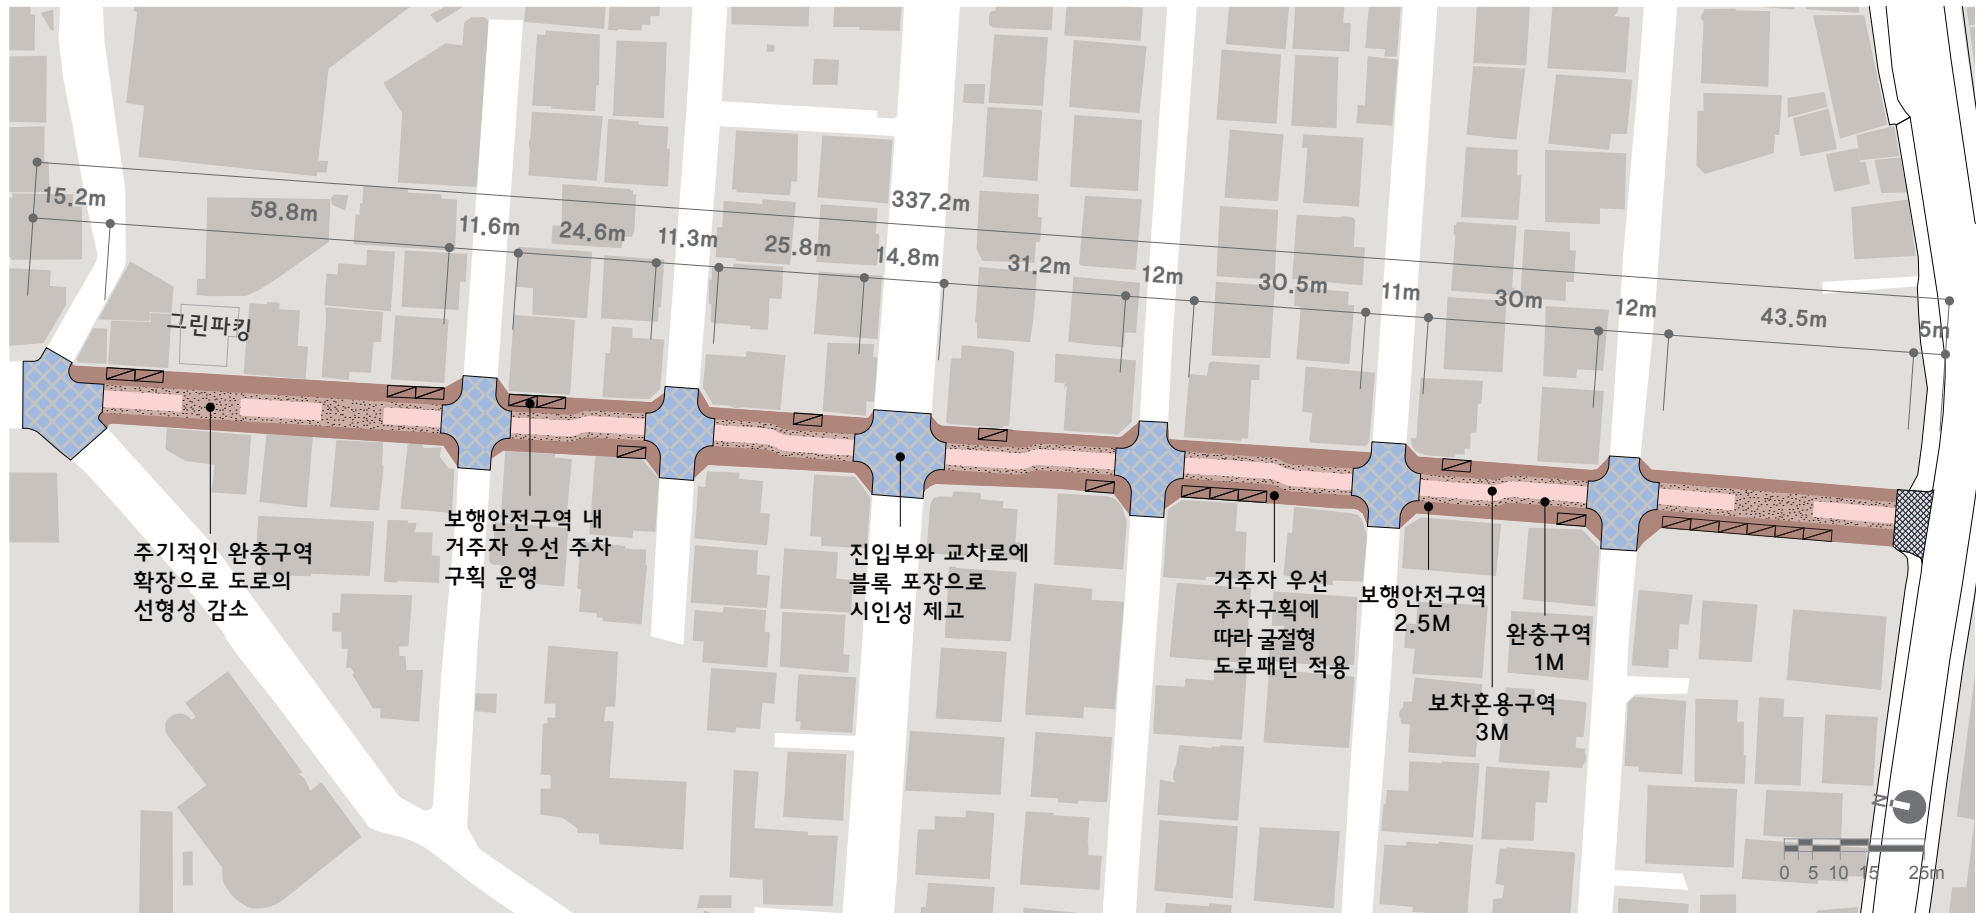 337.2m
15.2m
58.8m
11.6m
24.6m
11.3m
25.8m
14.8m
31.2m
12m
30.5m
11m
30m
12m
43.5m
5m
그린파킹
주기적인 완충구역
확장으로 도로의
선형성 감소
보행안전구역 내
거주자 우선 주차
구획 운영
진입부와 교차로에
블록 포장으로
시인성 제고
거주자 우선
주차구획에
따라 굴절형
도로패턴 적용
보행안전구역
2.5M
완충구역
1M
보차혼용구역
3M
N
0 5 10 15 25m